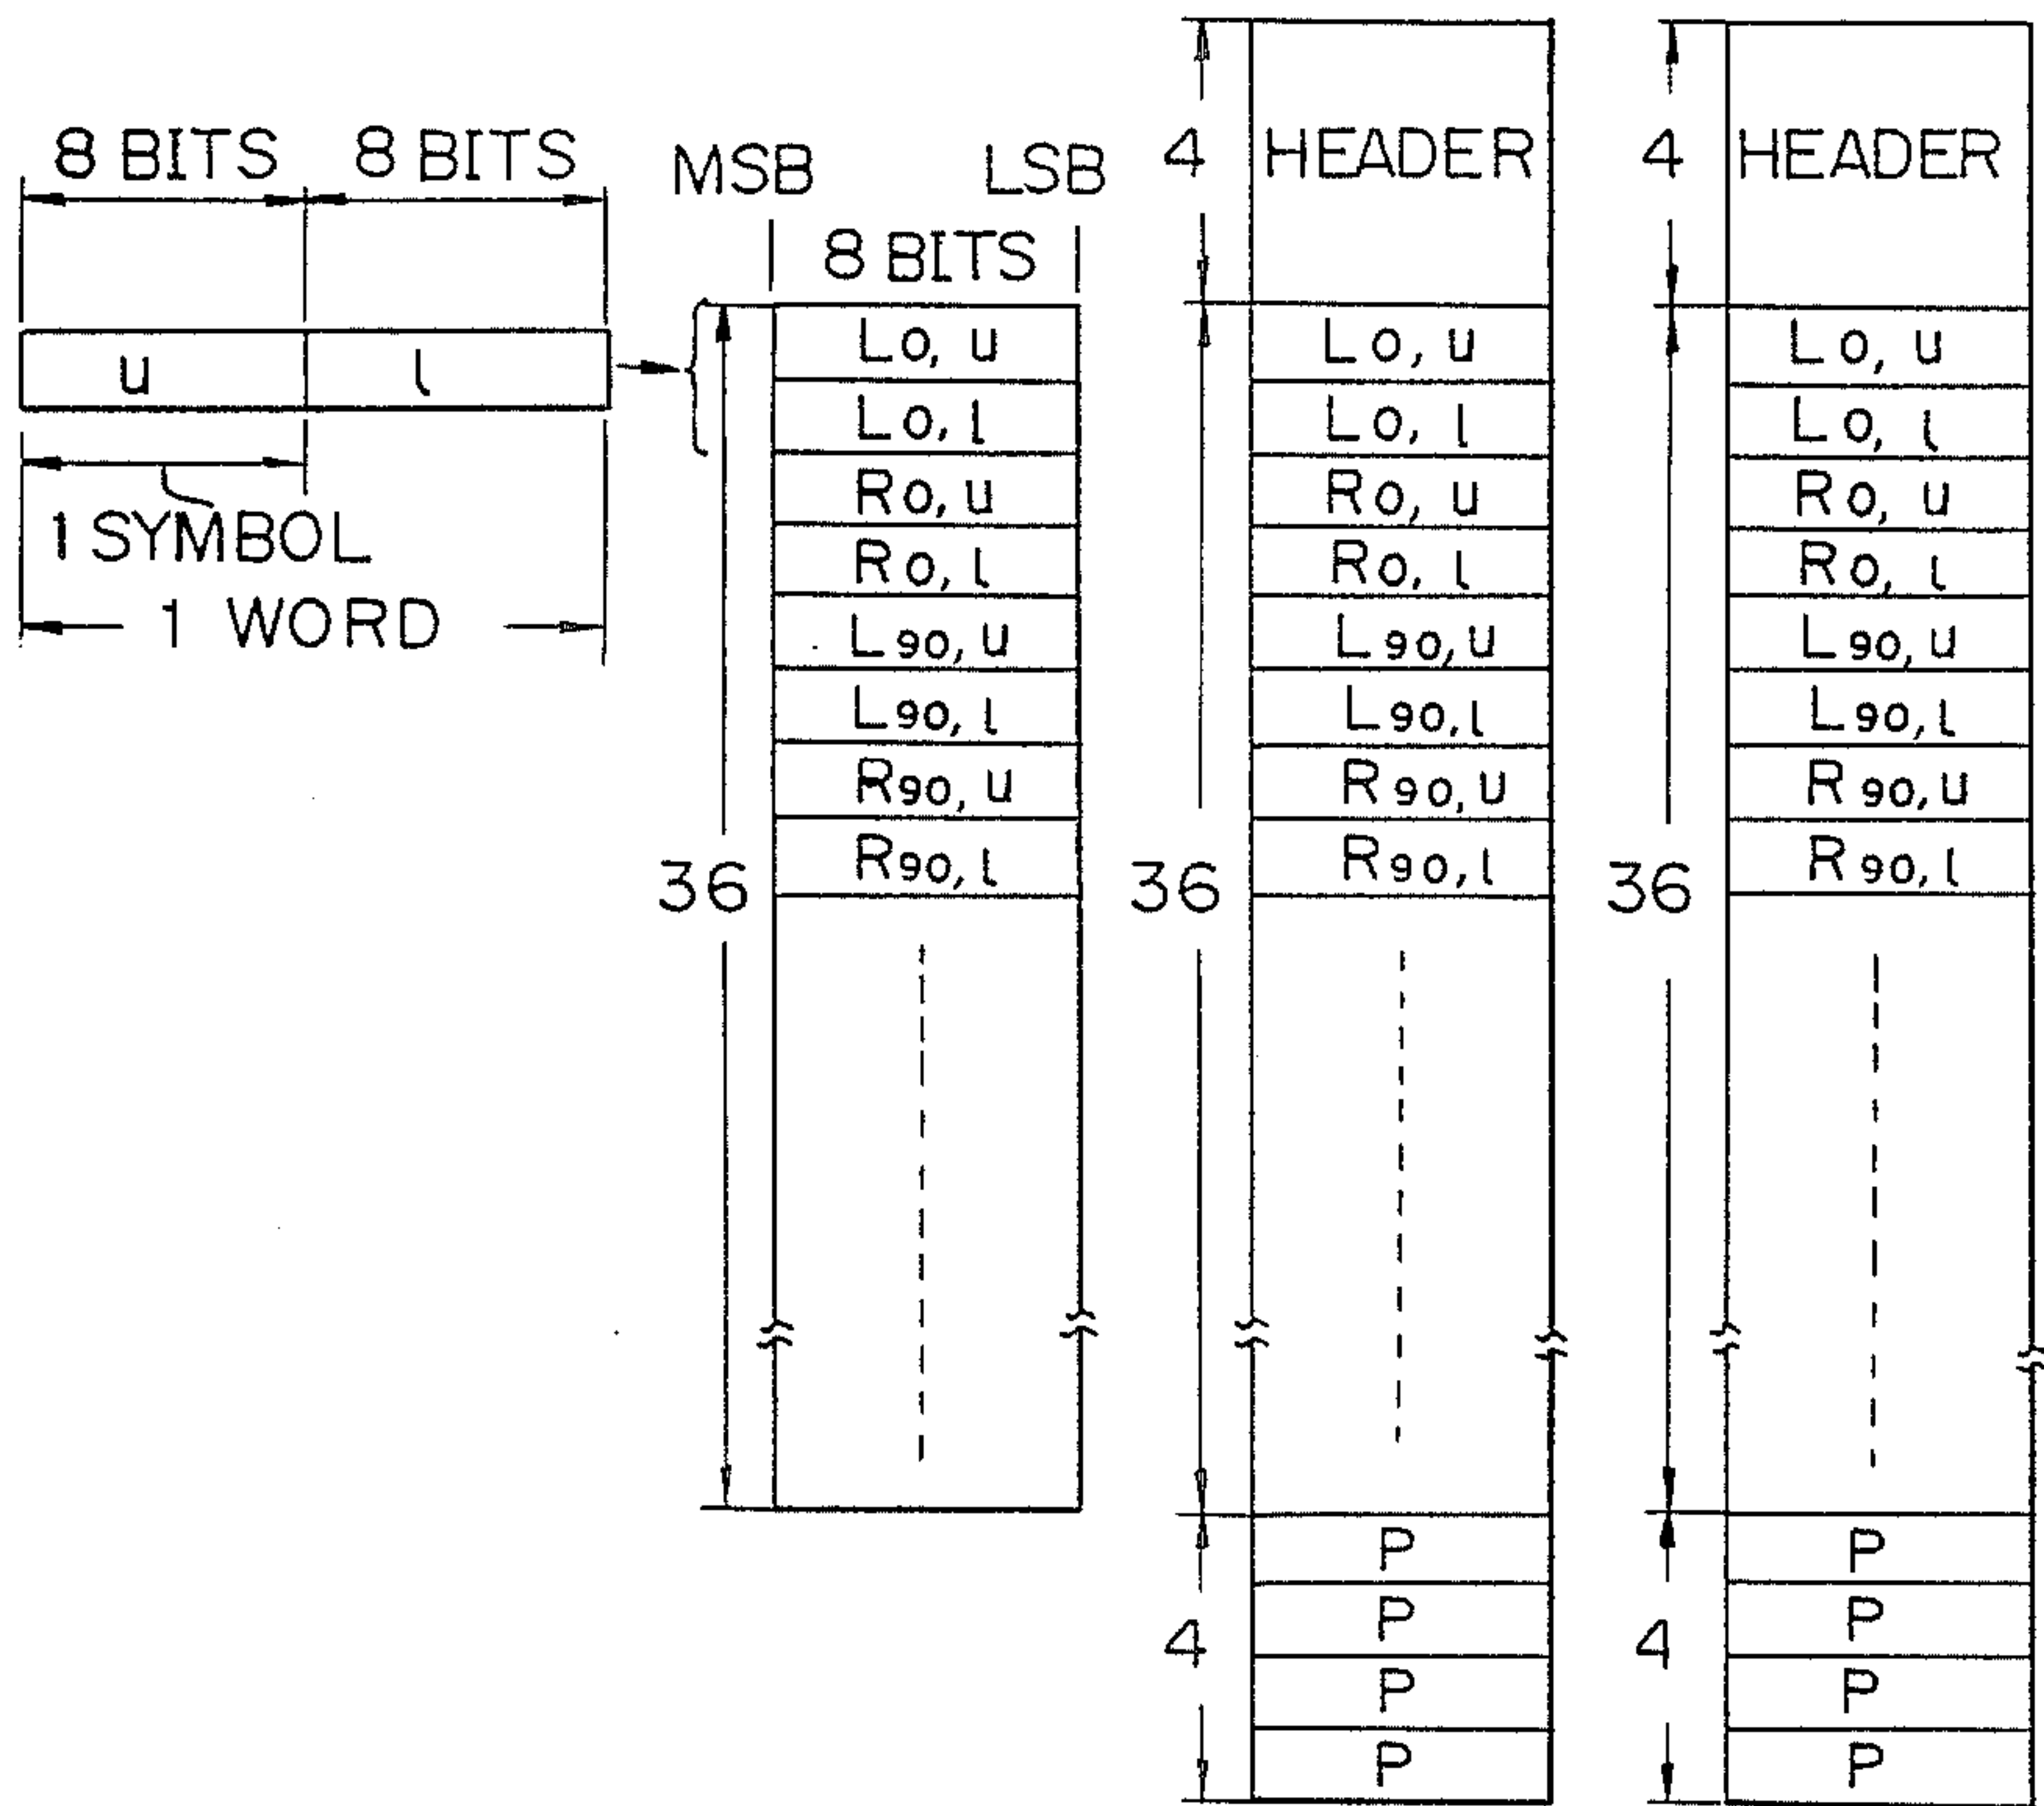 8 BITS 8 BITS
u l
1 SYMBOL
1 WORD
MSB LSB
8 BITS
36
Lo, u
Lo, l
Ro, u
Ro, l
L90, u
L90, l
R90, u
R90, l
4
HEADER
36
Lo, u
Lo, l
Ro, u
Ro, l
L90, u
L90, l
R90, u
R90, l
4
P
P
P
P
4
HEADER
36
Lo, u
Lo, l
Ro, u
Ro, l
L90, u
L90, l
R90, u
R90, l
4
P
P
P
P